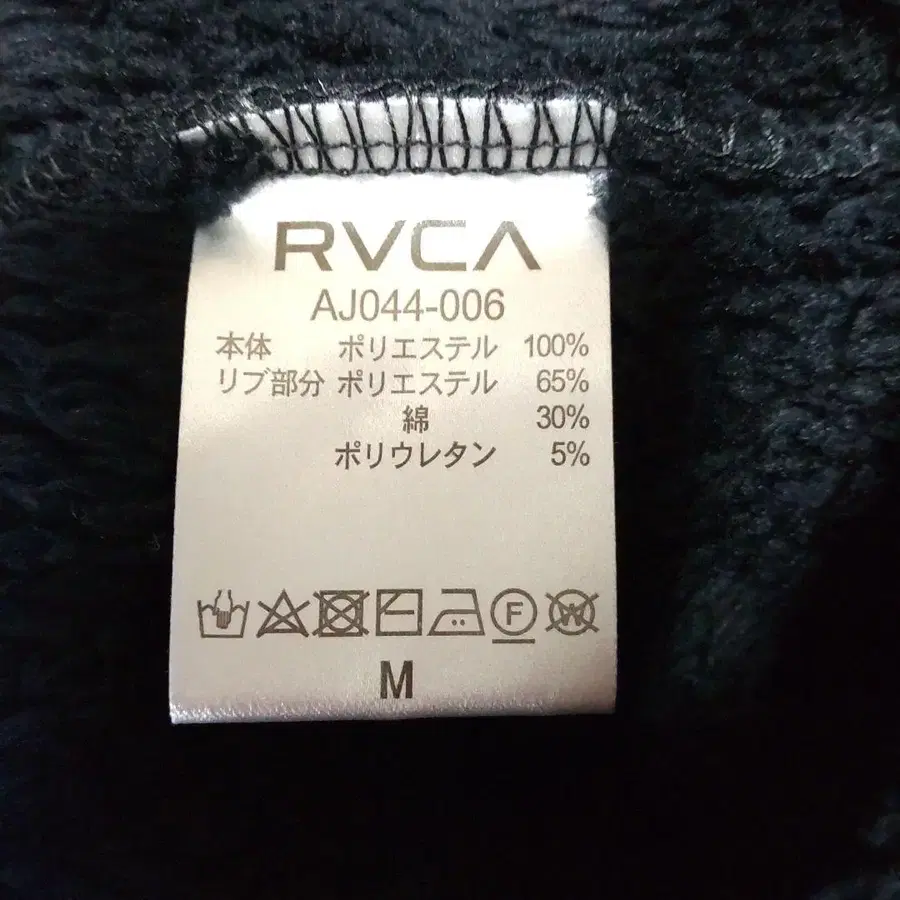 RVCA
AJ044-006
本体 ポリエステル 100%
リブ部分 ポリエステル 65%
綿 30%
ポリウレタン 5%
F W
M